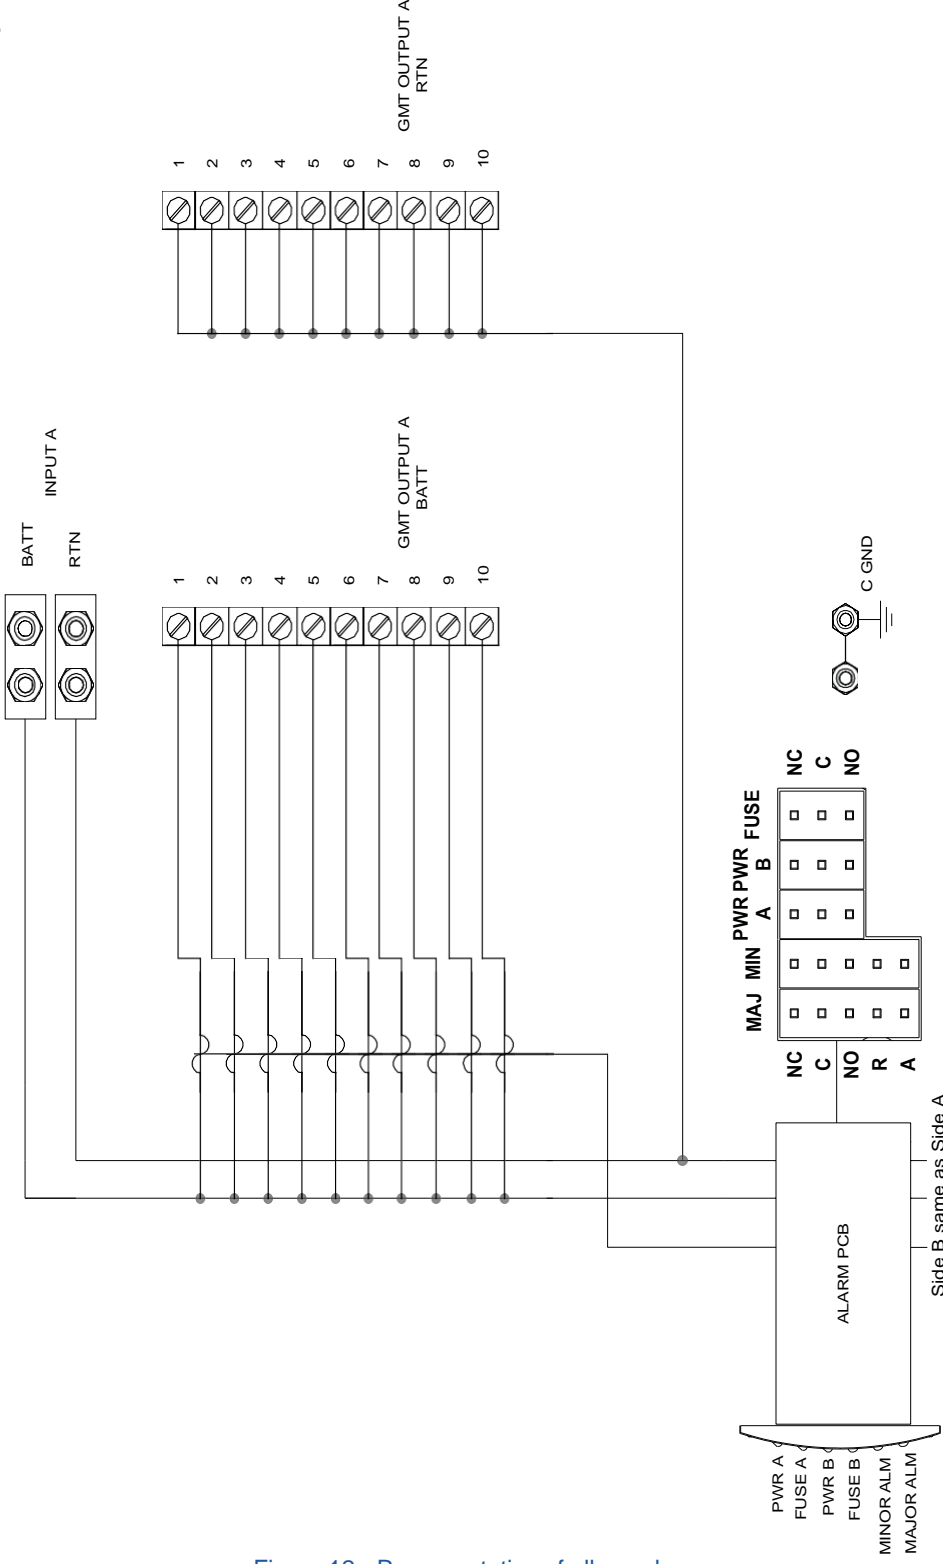 GMT OUTPUT A
RTN
1
2
3
4
5
6
7
8
9
10
INPUT A
BATT
RTN
GMT OUTPUT A
BATT
1
2
3
4
5
6
7
8
9
10
C GND
MAJ MIN PWR PWR FUSE
A B
NC
C
NO
NC
C
NO
R
A
Side B same as Side A
ALARM PCB
PWR A
FUSE A
PWR B
FUSE B
MINOR ALM
MAJOR ALM